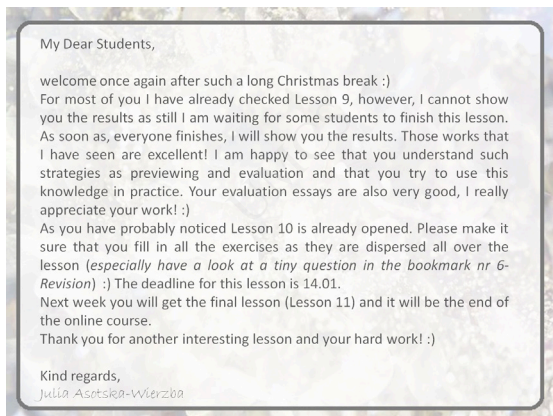 My Dear Students,
welcome once again after such a long Christmas break :)
For most of you I have already checked Lesson 9, however, I cannot show
you the results as still I am waiting for some students to finish this lesson.
As soon as, everyone finishes, I will show you the results. Those works that
I have seen are excellent! I am happy to see that you understand such
strategies as previewing and evaluation and that you try to use this
knowledge in practice. Your evaluation essays are also very good, I really
appreciate your work! :)
As you have probably noticed Lesson 10 is already opened. Please make it
sure that you fill in all the exercises as they are dispersed all over the
lesson (especially have a look at a tiny question in the bookmark nr 6-
Revision) :) The deadline for this lesson is 14.01.
Next week you will get the final lesson (Lesson 11) and it will be the end of
the online course.
Thank you for another interesting lesson and your hard work! :)
Kind regards,
Julia Asotska-Wierzba